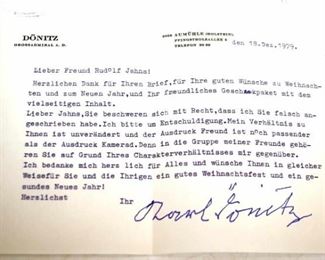 DÖNITZ
GROSSADMIRAL A. D.
AUMÜHLE (HOLSTEIN)
PFINGSTHOLZALLEE
TELEFON
den 18.Dez.1979.
Lieber Freund Rudolf Jahns!
Herzlichen Dank für Ihren Brief, für Ihre guten Wünsche zu Weihnach-
ten und zum Neuen Jahr, und Ihr freundliches Geschenkpaket mit dem
vielseitigen Inhalt.
Lieber Jahns, Sie beschweren sich mit Recht, dass ich Sie falsch an-
geschrieben habe. Ich bitte um Entschuldigung. Mein Verhältnis zu
Ihnen ist unverändert und der Ausdruck Freund ist noch passender
als der Ausdruck Kamerad. Denn in die Gruppe meiner Freunde gehö-
ren Sie auf Grund Ihres Charakterverhältnisses mir gegenüber.
Ich bedanke mich herzlich für Alles und wünsche Ihnen in gleicher
Weise für Sie und die Ihrigen ein gutes Weihnachtsfest und ein ge-
sundes Neues Jahr!
Herzlichst Ihr
Karl Dönitz